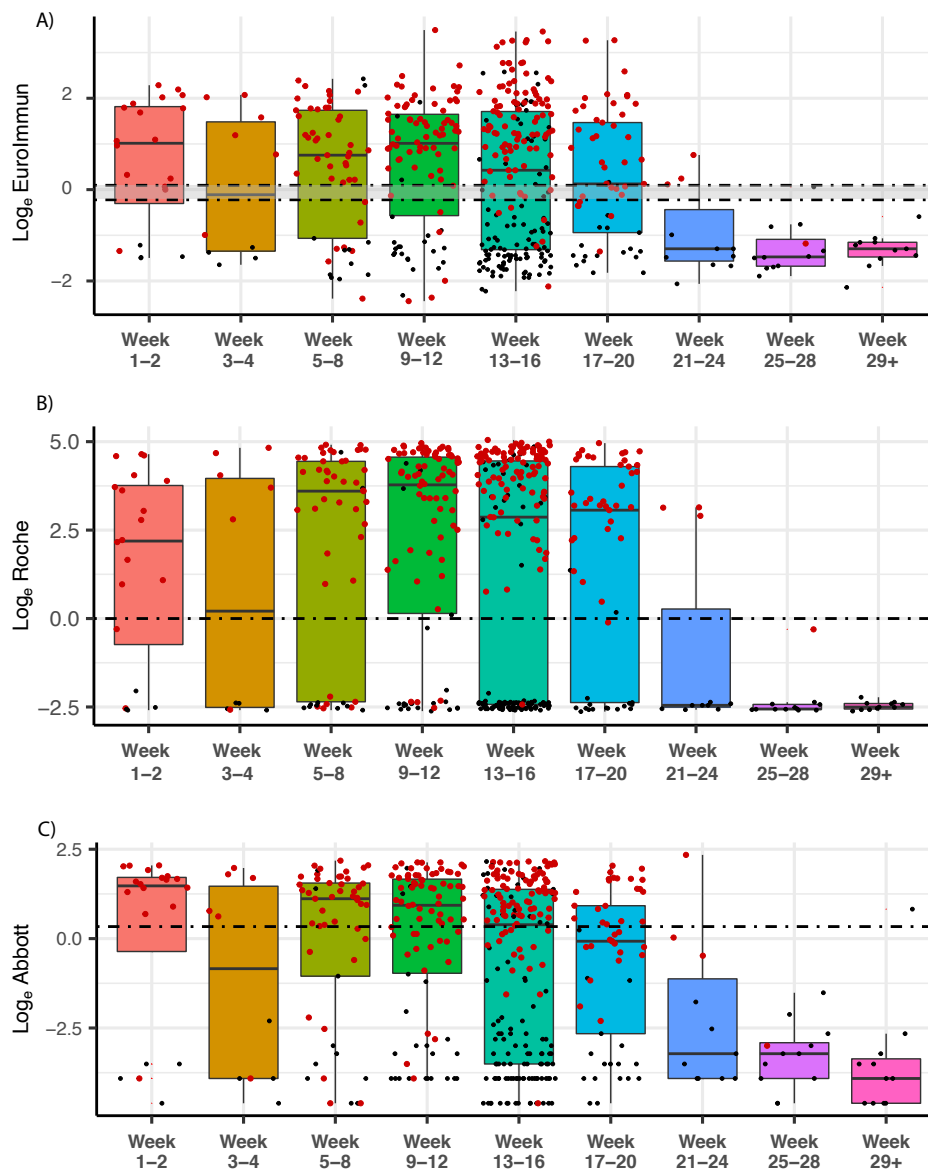 A)
Logₑ EuroImmun
2
0
−2
Week Week Week Week Week Week Week Week Week
1−2 3−4 5−8 9−12 13−16 17−20 21−24 25−28 29+
B)
Logₑ Roche
5.0
2.5
0.0
−2.5
Week Week Week Week Week Week Week Week Week
1−2 3−4 5−8 9−12 13−16 17−20 21−24 25−28 29+
C)
Logₑ Abbott
2.5
0.0
−2.5
Week Week Week Week Week Week Week Week Week
1−2 3−4 5−8 9−12 13−16 17−20 21−24 25−28 29+